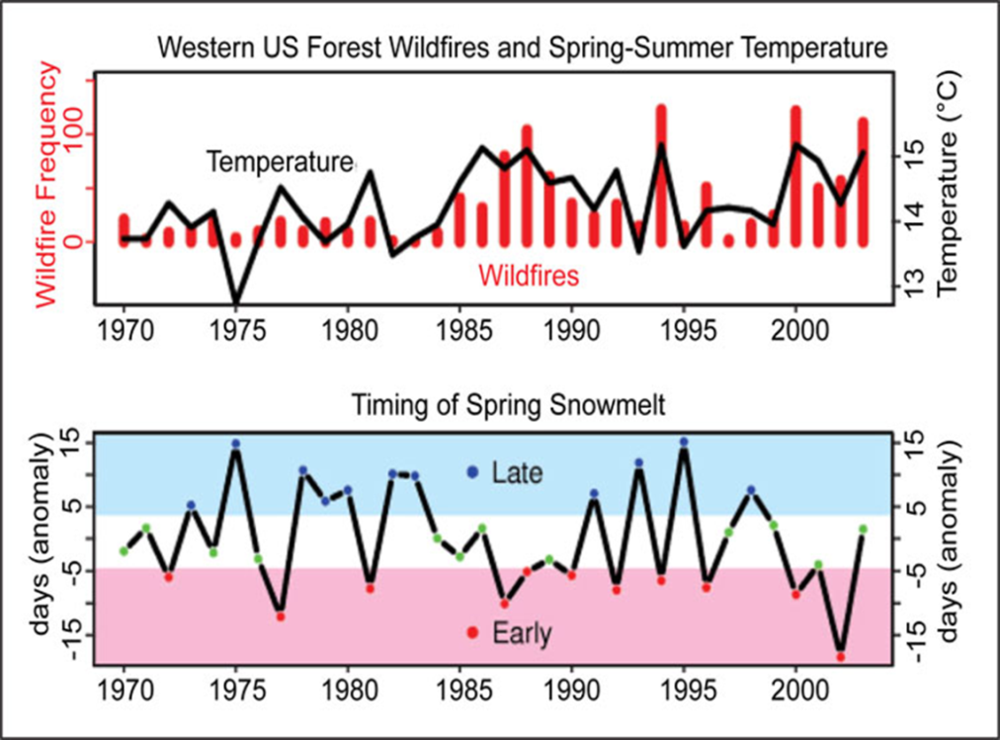 Western US Forest Wildfires and Spring-Summer Temperature
Wildfire Frequency
100
0
Temperature
Wildfires
15
14
13
Temperature (°C)
1970 1975 1980 1985 1990 1995 2000
Timing of Spring Snowmelt
days (anomaly)
15
5
-5
-15
Late
Early
15
5
-5
-15
days (anomaly)
1970 1975 1980 1985 1990 1995 2000